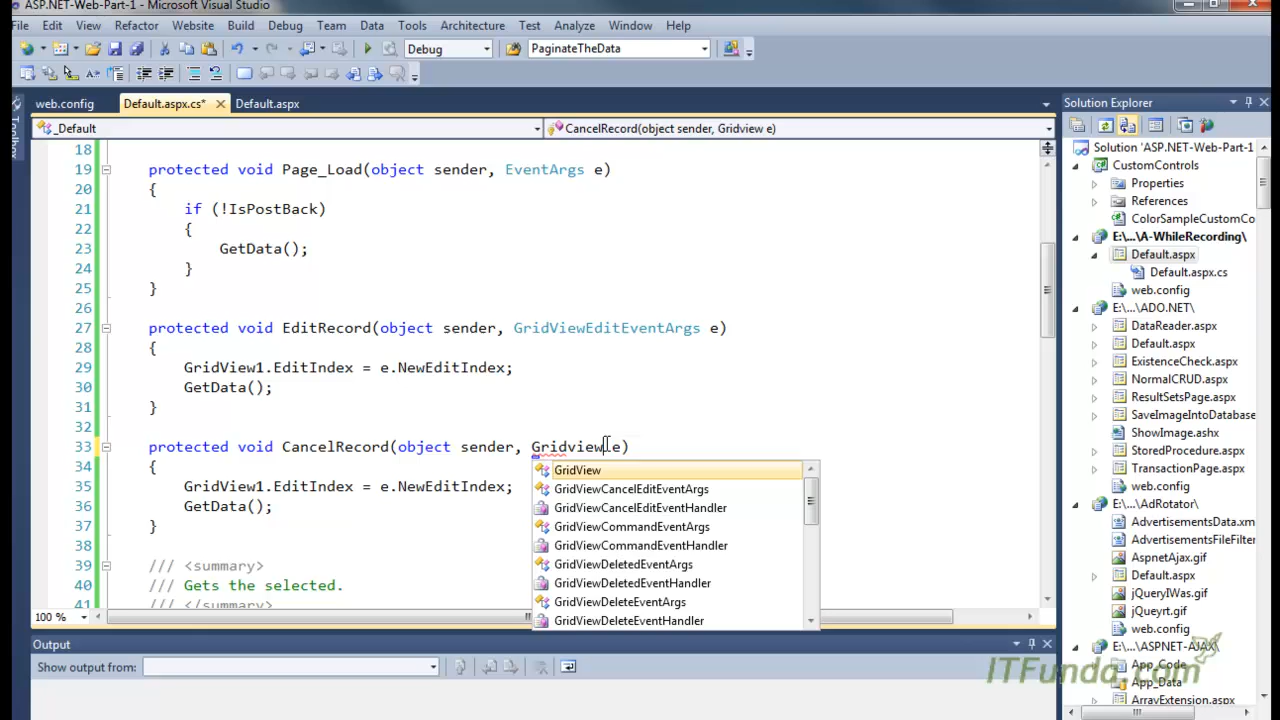 ASP.NET-Web-Part-1 - Microsoft Visual Studio
File Edit View Refactor Website Build Debug Team Data Tools Architecture Test Analyze Window Help
Debug PaginateTheData
web.config Default.aspx.cs* Default.aspx
_Default CancelRecord(object sender, Gridview e)
18
19 protected void Page_Load(object sender, EventArgs e)
20 {
21 if (!IsPostBack)
22 {
23 GetData();
24 }
25 }
26
27 protected void EditRecord(object sender, GridViewEditEventArgs e)
28 {
29 GridView1.EditIndex = e.NewEditIndex;
30 GetData();
31 }
32
33 protected void CancelRecord(object sender, Gridview e)
34 {
35 GridView1.EditIndex = e.NewEditIndex;
36 GetData();
37 }
38
39 /// <summary>
40 /// Gets the selected.
41 /// </summary>
GridView
GridViewCancelEditEventArgs
GridViewCancelEditEventHandler
GridViewCommandEventArgs
GridViewCommandEventHandler
GridViewDeletedEventArgs
GridViewDeletedEventHandler
GridViewDeleteEventArgs
GridViewDeleteEventHandler
100 %
Output
Show output from:
Toolbox
Solution Explorer
Solution 'ASP.NET-Web-Part-1
CustomControls
Properties
References
ColorSampleCustomCo
E:\...\A-WhileRecording\
Default.aspx
Default.aspx.cs
web.config
E:\...\ADO.NET\
DataReader.aspx
Default.aspx
ExistenceCheck.aspx
NormalCRUD.aspx
ResultSetsPage.aspx
SaveImageIntoDatabase
ShowImage.ashx
StoredProcedure.aspx
TransactionPage.aspx
web.config
E:\...\AdRotator\
AdvertisementsData.xm
AdvertisementsFileFilter
AspnetAjax.gif
Default.aspx
jQueryIWas.gif
jQueyrt.gif
web.config
E:\...\ASPNET-AJAX\
App_Code
App_Data
ArrayExtension.aspx
ITFunda.com